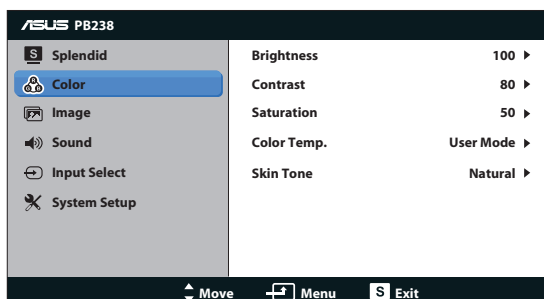 ASUS PB238
S Splendid
Color
Image
Sound
Input Select
System Setup
Brightness 100
Contrast 80
Saturation 50
Color Temp. User Mode
Skin Tone Natural
Move Menu S Exit